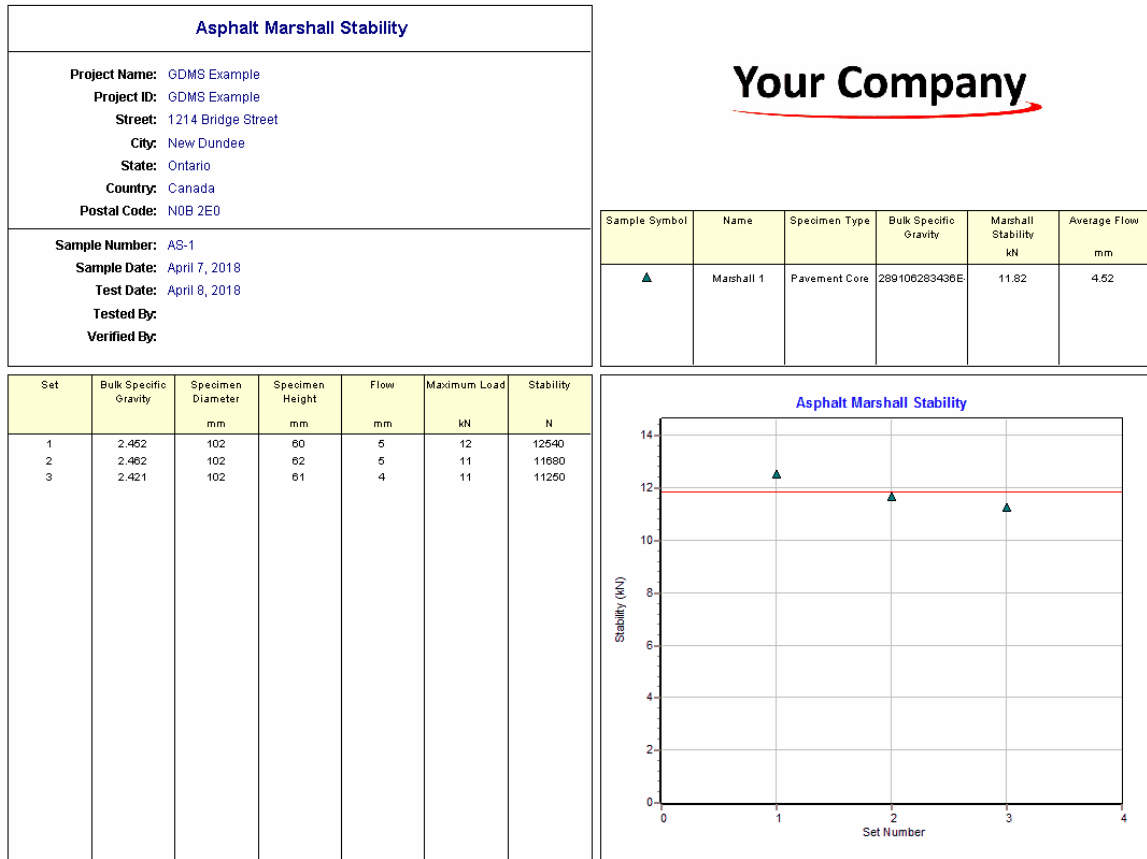 Asphalt Marshall Stability
Project Name: GDMS Example
Project ID: GDMS Example
Street: 1214 Bridge Street
City: New Dundee
State: Ontario
Country: Canada
Postal Code: N0B 2E0
Sample Number: AS-1
Sample Date: April 7, 2018
Test Date: April 8, 2018
Tested By:
Verified By:
Your Company
Sample Symbol Name Specimen Type Bulk Specific Gravity Marshall Stability kN Average Flow mm
Marshall 1 Pavement Core 289106283436E- 11.82 4.52
Set Bulk Specific Gravity Specimen Diameter mm Specimen Height mm Flow mm Maximum Load kN Stability N
1 2.452 102 60 5 12 12540
2 2.462 102 62 5 11 11680
3 2.421 102 61 4 11 11250
Asphalt Marshall Stability
14
12
10
8
6
4
2
0
Stability (kN)
0 1 2 3 4
Set Number